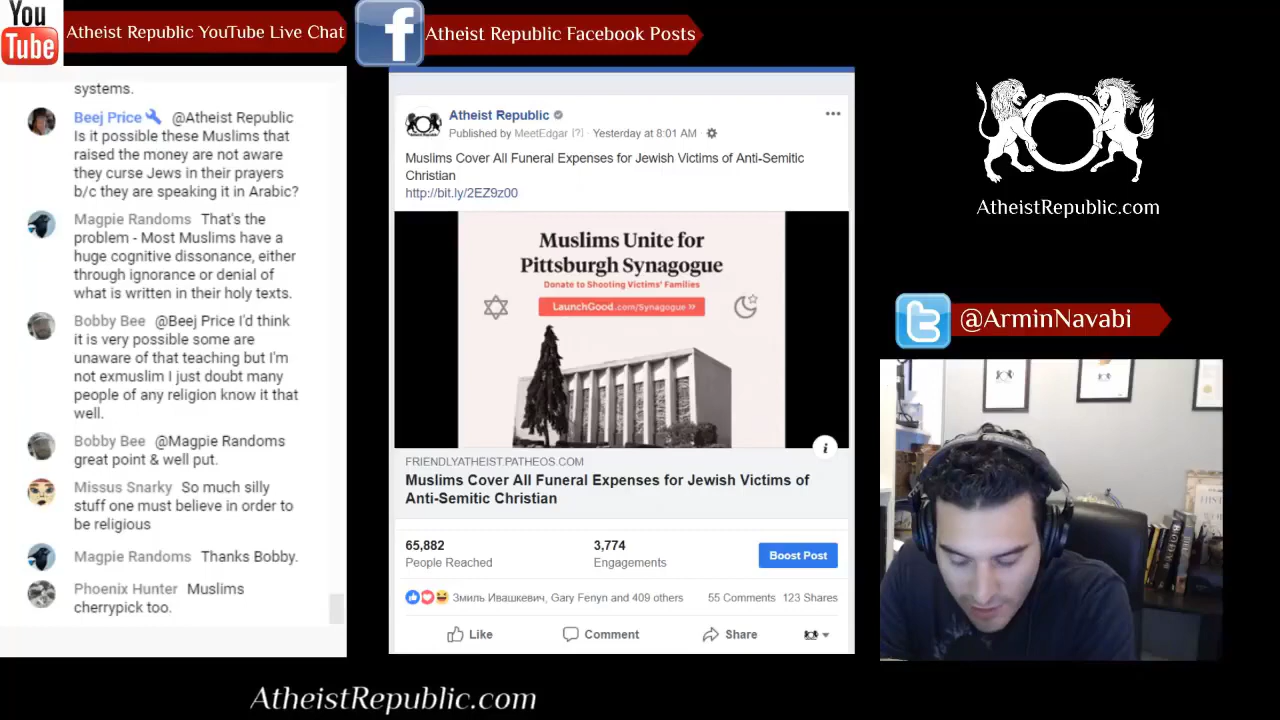 You
Tube
Atheist Republic YouTube Live Chat
systems.
Beej Price @Atheist Republic
Is it possible these Muslims that
raised the money are not aware
they curse Jews in their prayers
b/c they are speaking it in Arabic?
Magpie Randoms That's the
problem - Most Muslims have a
huge cognitive dissonance, either
through ignorance or denial of
what is written in their holy texts.
Bobby Bee @Beej Price I'd think
it is very possible some are
unaware of that teaching but I'm
not exmuslim I just doubt many
people of any religion know it that
well.
Bobby Bee @Magpie Randoms
great point & well put.
Missus Snarky So much silly
stuff one must believe in order to
be religious
Magpie Randoms Thanks Bobby.
Phoenix Hunter Muslims
cherrypick too.
f
Atheist Republic Facebook Posts
Atheist Republic
Published by MeetEdgar [?] · Yesterday at 8:01 AM ·
Muslims Cover All Funeral Expenses for Jewish Victims of Anti-Semitic
Christian
http://bit.ly/2EZ9z00
Muslims Unite for
Pittsburgh Synagogue
Donate to Shooting Victims' Families
LaunchGood.com/Synagogue »
FRIENDLYATHEIST.PATHEOS.COM
Muslims Cover All Funeral Expenses for Jewish Victims of
Anti-Semitic Christian
65,882
People Reached
3,774
Engagements
Boost Post
Змиль Ивашкевич, Gary Fenyn and 409 others
55 Comments 123 Shares
Like
Comment
Share
AtheistRepublic.com
@ArminNavabi
AtheistRepublic.com